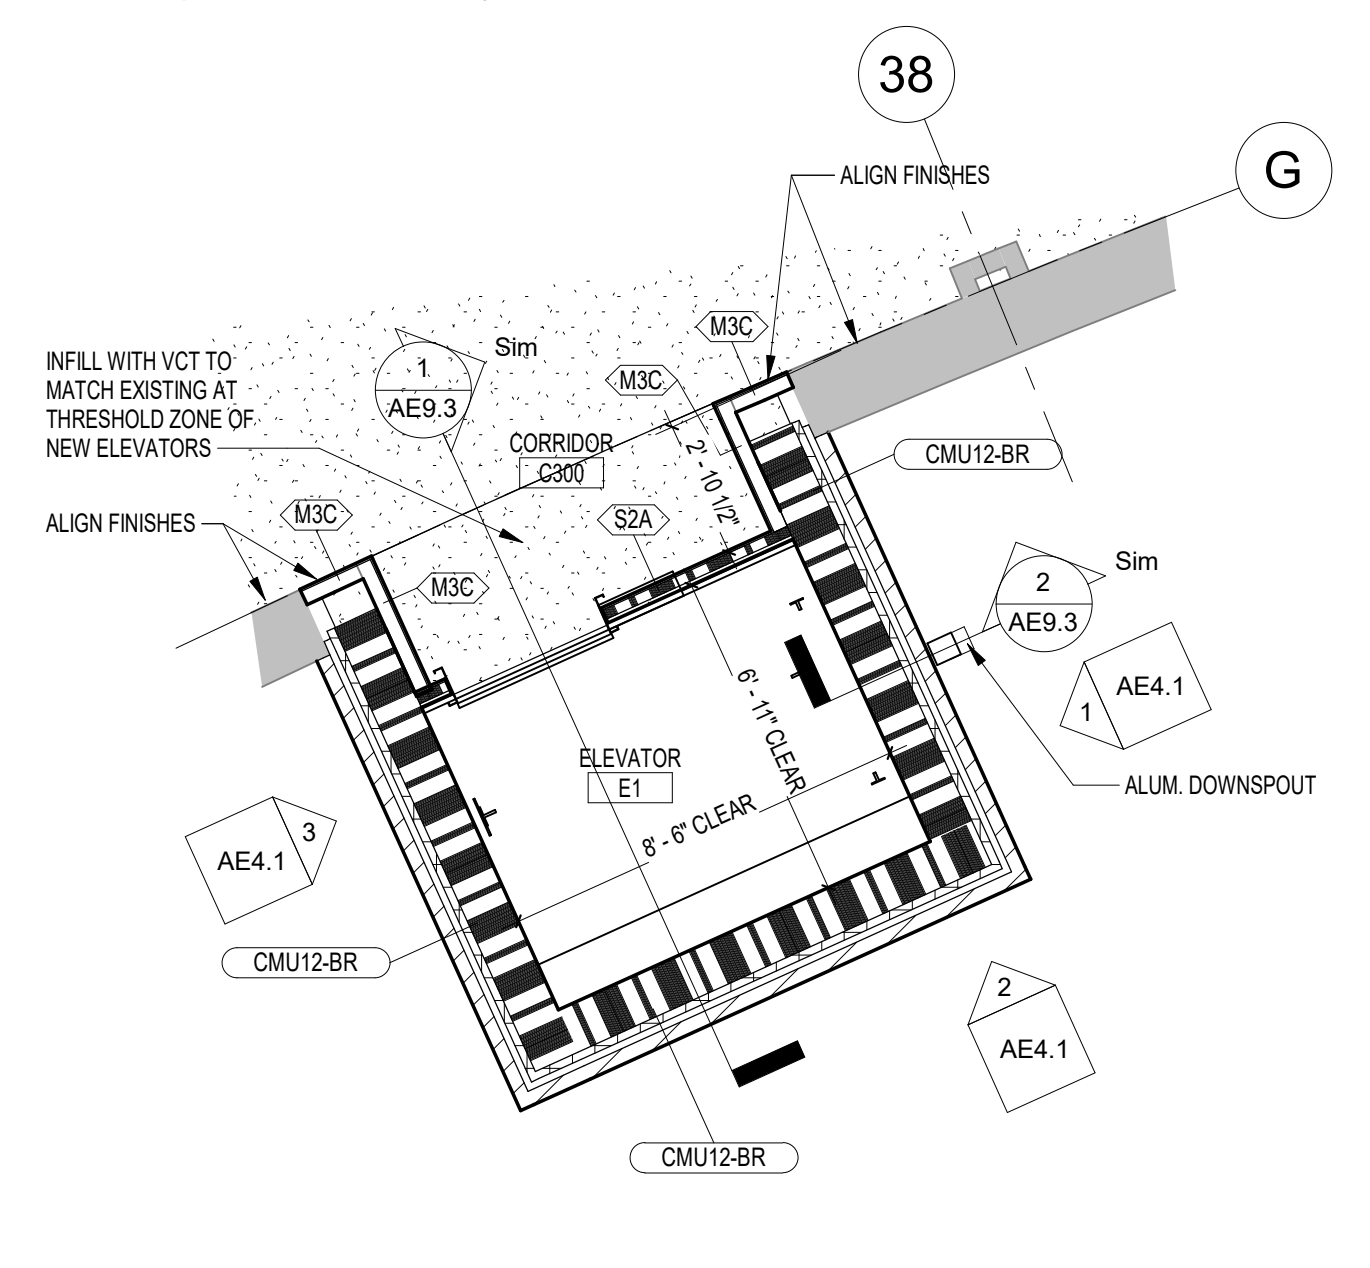 38
G
ALIGN FINISHES
M3C
Sim
1
AE9.3
M3C
INFILL WITH VCT TO
MATCH EXISTING AT
THRESHOLD ZONE OF
NEW ELEVATORS
CORRIDOR
C300
2' - 10 1/2"
CMU12-BR
ALIGN FINISHES
M3C
S2A
M3C
Sim
2
AE9.3
AE4.1
1
6' - 11" CLEAR
ELEVATOR
E1
8' - 6" CLEAR
ALUM. DOWNSPOUT
3
AE4.1
CMU12-BR
2
AE4.1
CMU12-BR